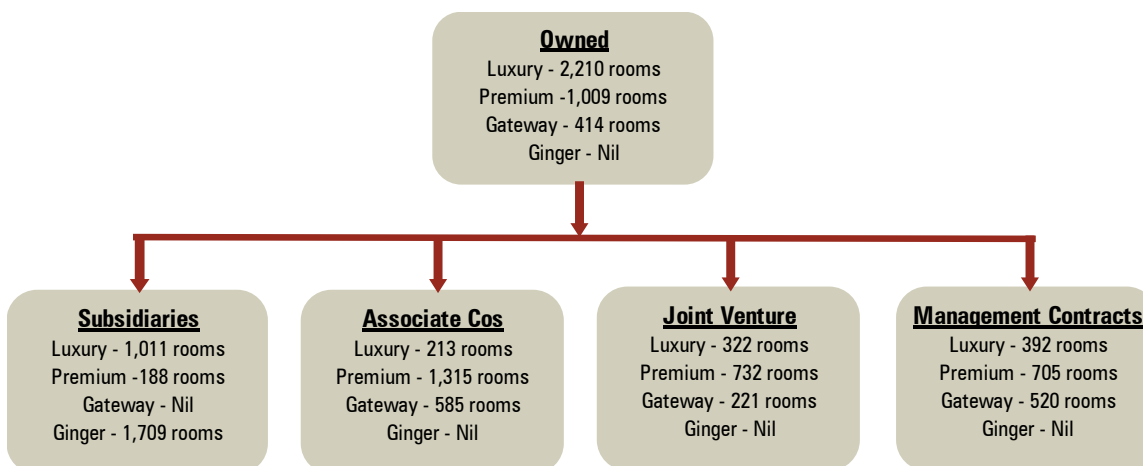 Owned
Luxury - 2,210 rooms
Premium -1,009 rooms
Gateway - 414 rooms
Ginger - Nil
Subsidiaries
Luxury - 1,011 rooms
Premium -188 rooms
Gateway - Nil
Ginger - 1,709 rooms
Associate Cos
Luxury - 213 rooms
Premium - 1,315 rooms
Gateway - 585 rooms
Ginger - Nil
Joint Venture
Luxury - 322 rooms
Premium - 732 rooms
Gateway - 221 rooms
Ginger - Nil
Management Contracts
Luxury - 392 rooms
Premium - 705 rooms
Gateway - 520 rooms
Ginger - Nil